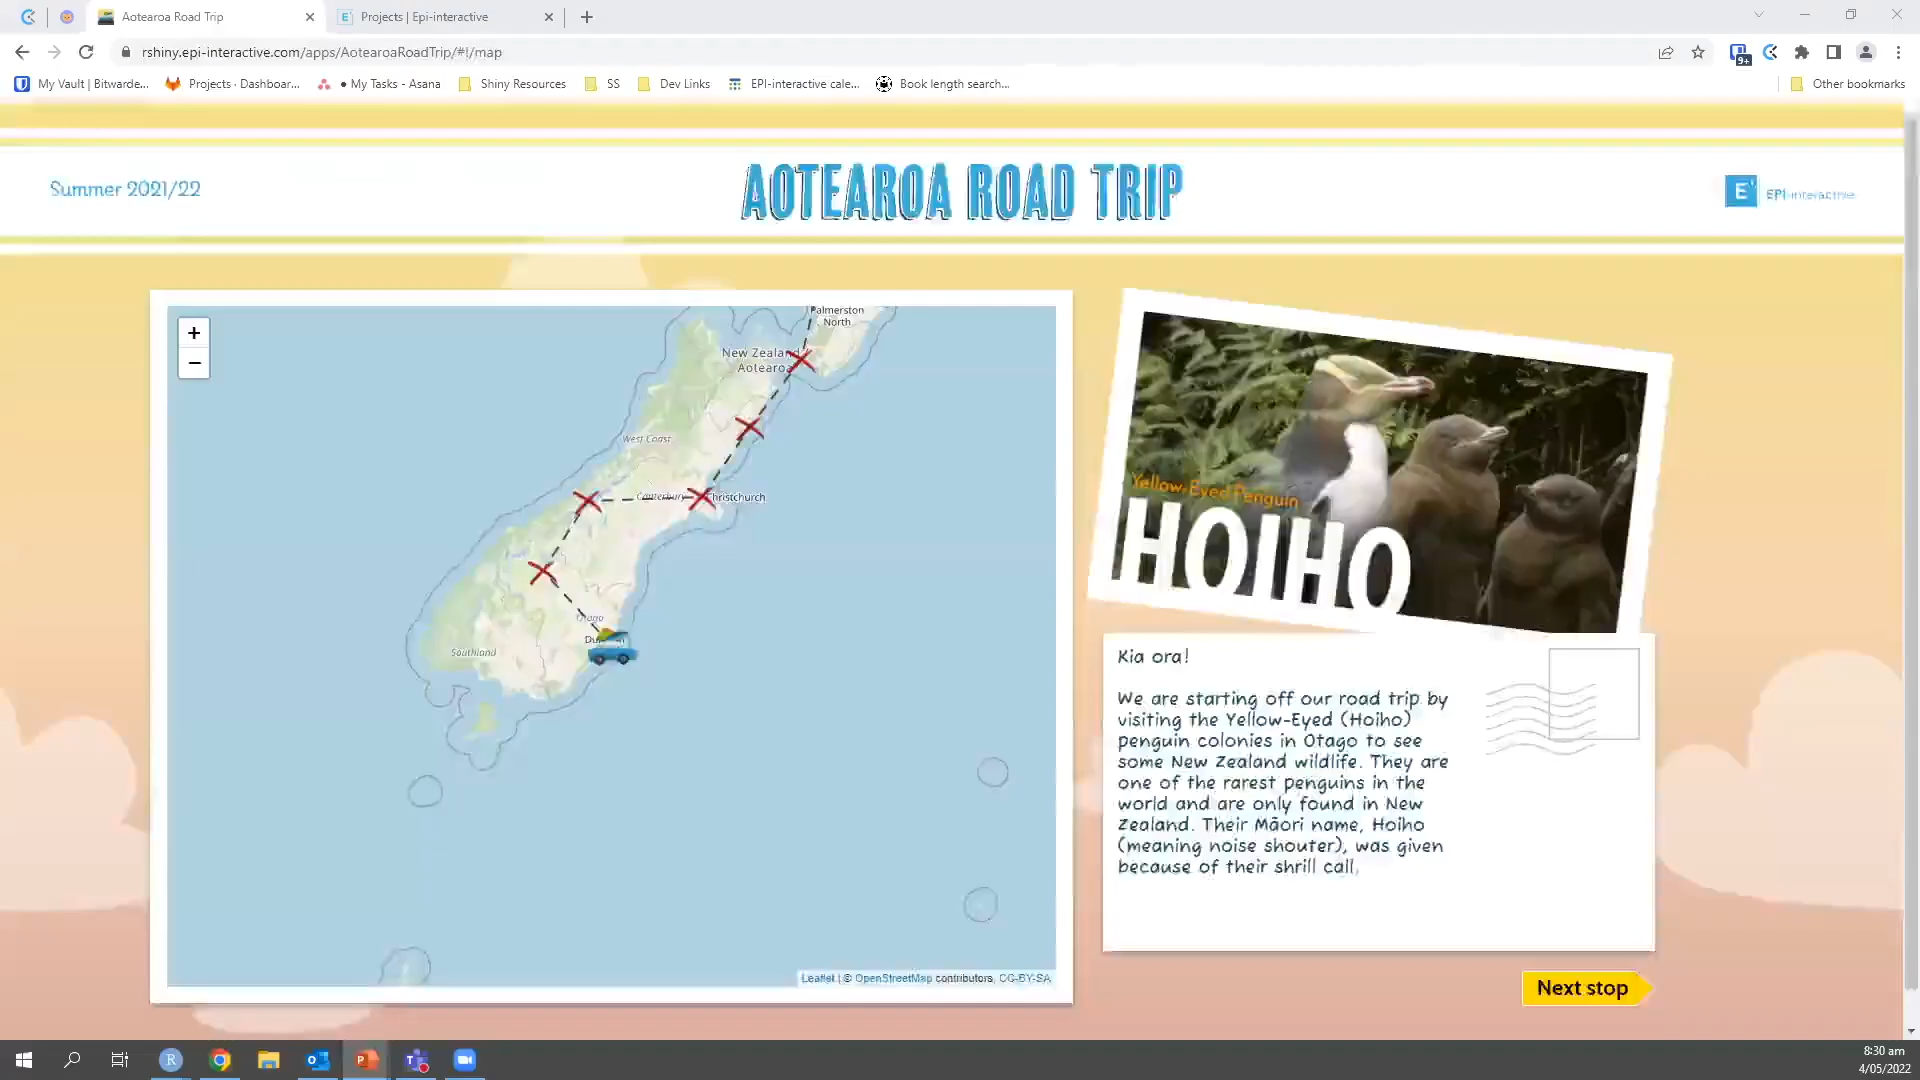 Aotearoa Road Trip
Projects | Epi-interactive
rshiny.epi-interactive.com/apps/AotearoaRoadTrip/#!/map
9+
My Vault | Bitwarde...
Projects · Dashboar...
● My Tasks - Asana
Shiny Resources
SS
Dev Links
EPI-interactive cale...
Book length search...
Other bookmarks
Summer 2021/22
AOTEAROA ROAD TRIP
E
EPI-interactive
+
−
Palmerston
North
New Zealand
Aotearoa
West Coast
Canterbury
Christchurch
Otago
Southland
Leaflet | © OpenStreetMap contributors, CC-BY-SA
Yellow-Eyed Penguin
HOIHO
Kia ora!
We are starting off our road trip by
visiting the Yellow-Eyed (Hoiho)
penguin colonies in Otago to see
some New Zealand wildlife. They are
one of the rarest penguins in the
world and are only found in New
Zealand. Their Māori name, Hoiho
(meaning noise shouter), was given
because of their shrill call.
Next stop
8:30 am
4/05/2022